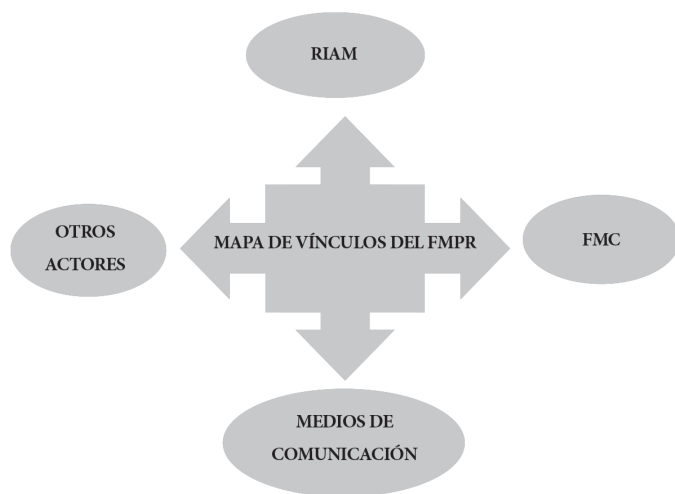 RIAM
OTROS
ACTORES
MAPA DE VÍNCULOS DEL FMPR
FMC
MEDIOS DE
COMUNICACIÓN